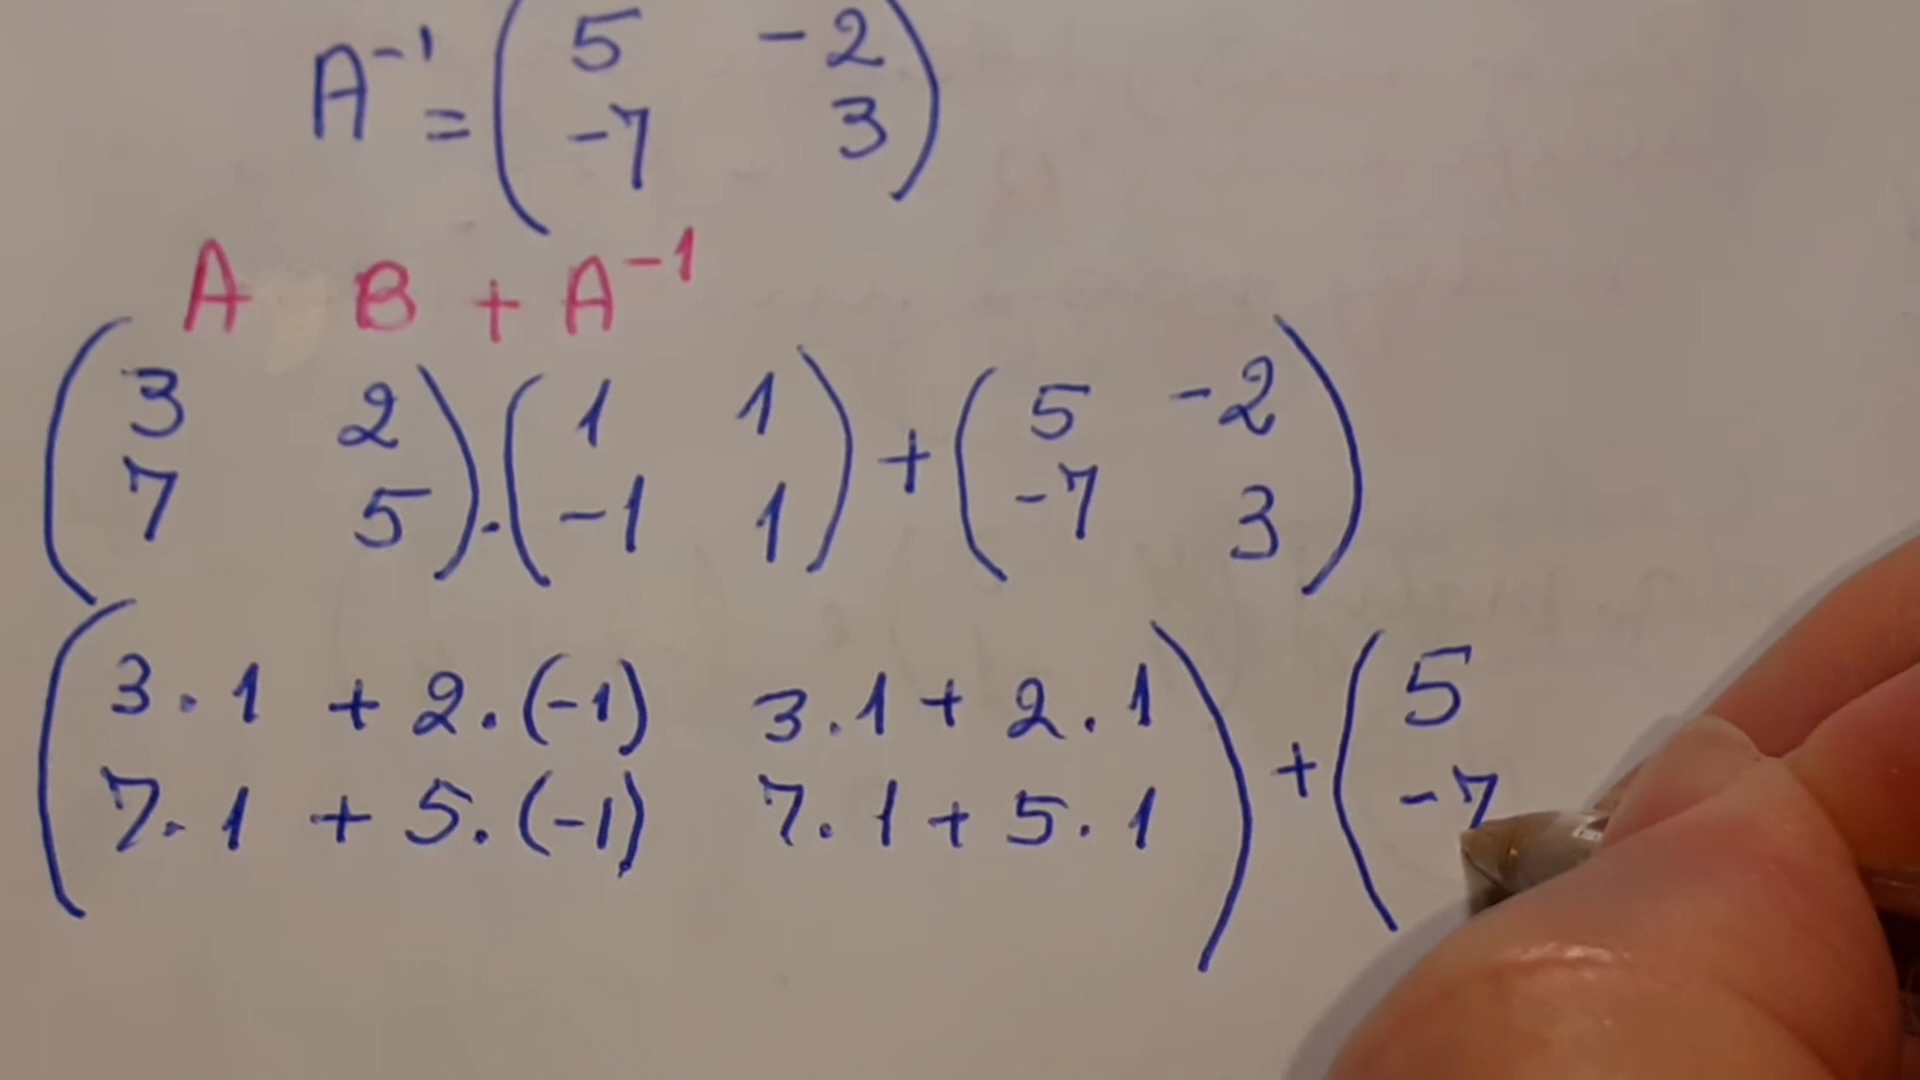 A⁻¹ = ( 5 -2
-7 3 )
A B + A⁻¹
( 3 2 ) . ( 1 1 ) + ( 5 -2 )
7 5 -1 1 -7 3
( 3 . 1 + 2 . (-1) 3 . 1 + 2 . 1 ) + ( 5
7 . 1 + 5 . (-1) 7 . 1 + 5 . 1 -7